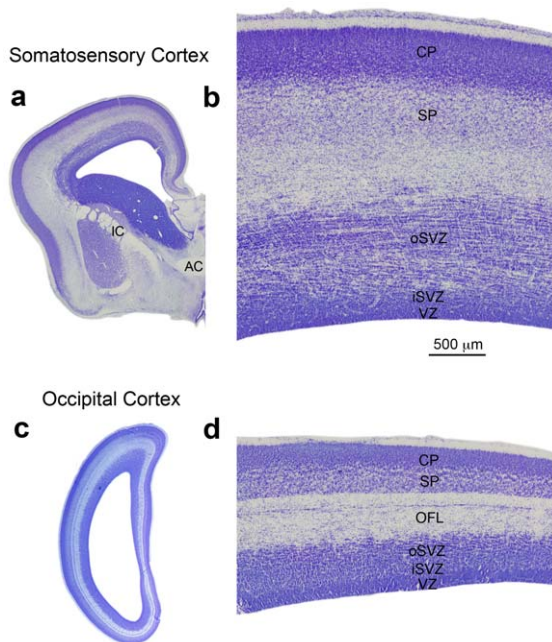 Somatosensory Cortex
a
IC
AC
b
CP
SP
oSVZ
iSVZ
VZ
500 μm
Occipital Cortex
c
d
CP
SP
OFL
oSVZ
iSVZ
VZ